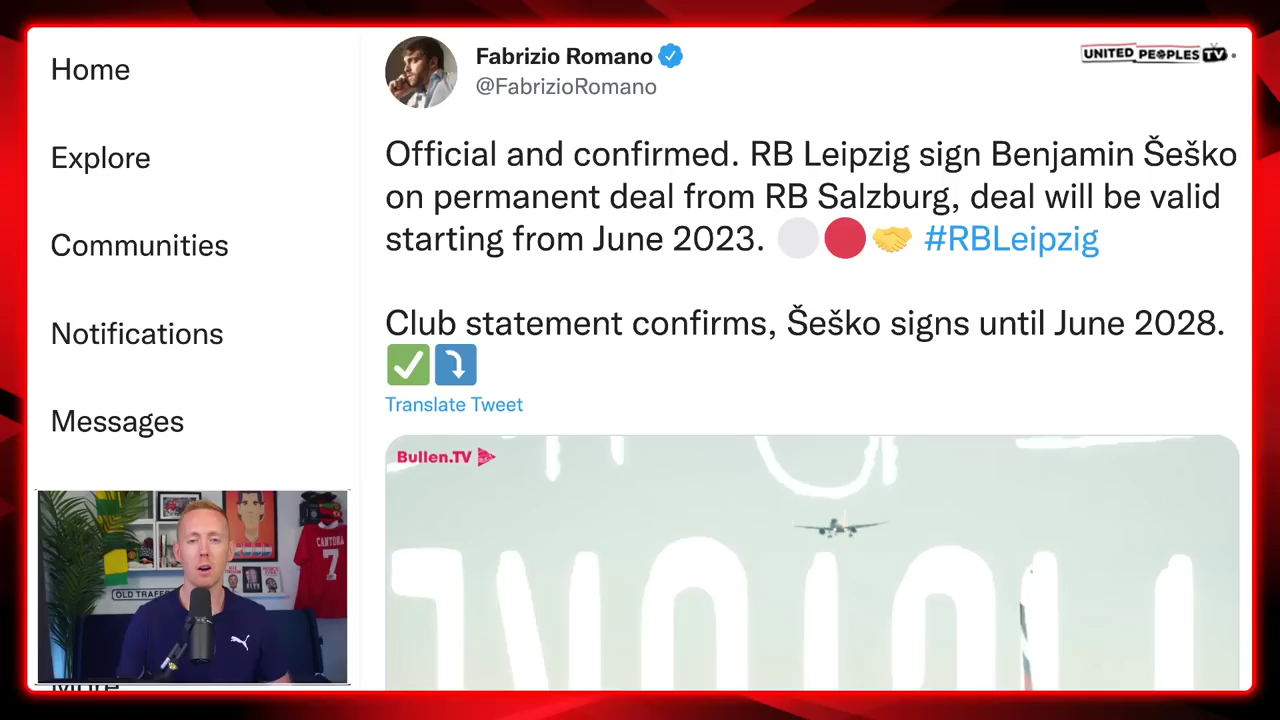 Home
Explore
Communities
Notifications
Messages
More
Fabrizio Romano
@FabrizioRomano
UNITED PEOPLES TV
Official and confirmed. RB Leipzig sign Benjamin Šeško
on permanent deal from RB Salzburg, deal will be valid
starting from June 2023. ⚪🔴🤝 #RBLeipzig
Club statement confirms, Šeško signs until June 2028.
✅⤵️
Translate Tweet
Bullen.TV
CANTONA
7